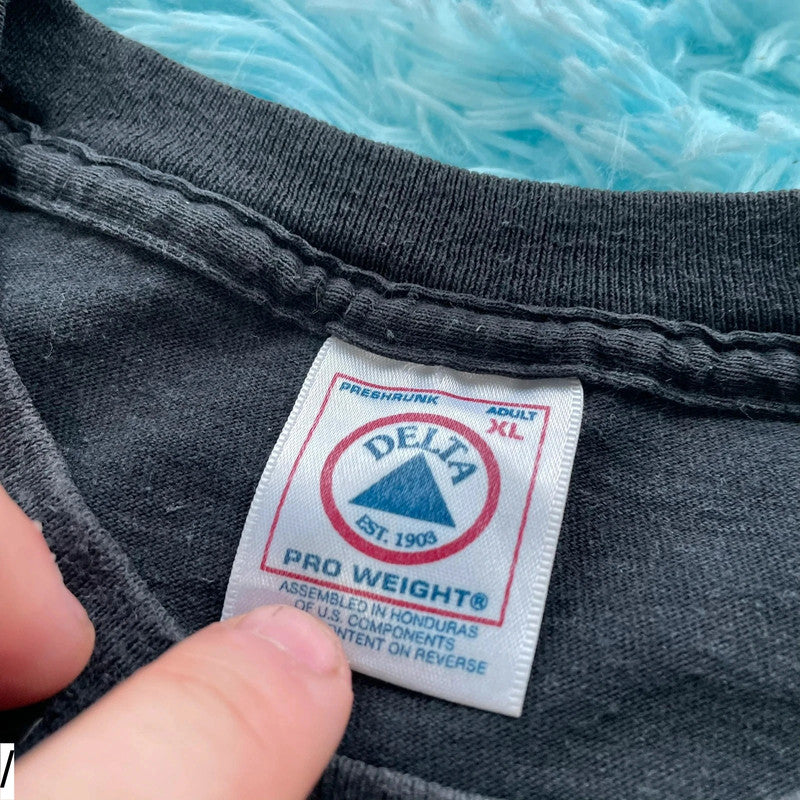 PRESHRUNK
ADULT
XL
DELTA
EST. 1903
PRO WEIGHT®
ASSEMBLED IN HONDURAS
OF U.S. COMPONENTS
CONTENT ON REVERSE
/